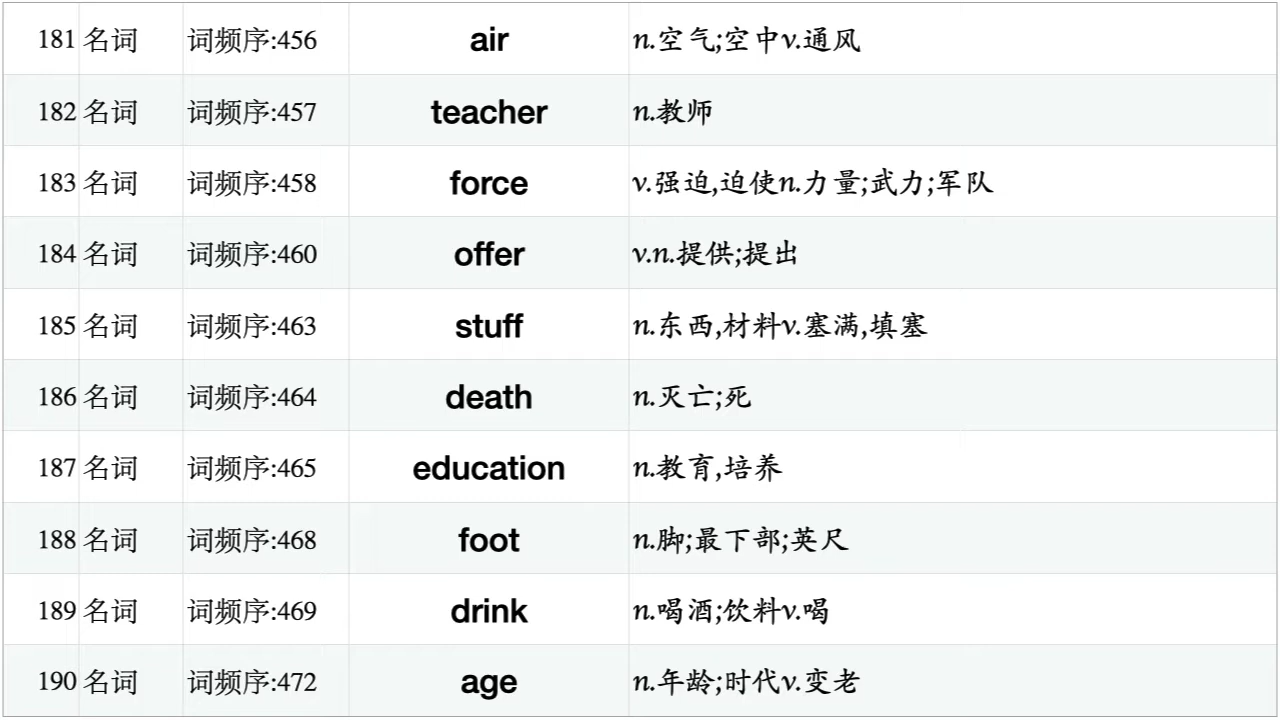 181 名词 词频序:456 air n.空气;空中v.通风
182 名词 词频序:457 teacher n.教师
183 名词 词频序:458 force v.强迫,迫使n.力量;武力;军队
184 名词 词频序:460 offer v.n.提供;提出
185 名词 词频序:463 stuff n.东西,材料v.塞满,填塞
186 名词 词频序:464 death n.灭亡;死
187 名词 词频序:465 education n.教育,培养
188 名词 词频序:468 foot n.脚;最下部;英尺
189 名词 词频序:469 drink n.喝酒;饮料v.喝
190 名词 词频序:472 age n.年龄;时代v.变老